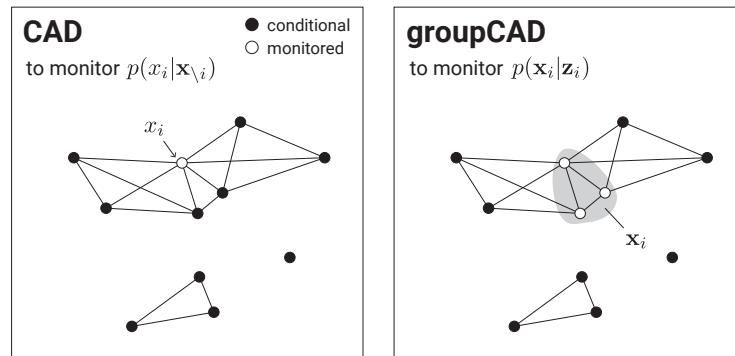 CAD
conditional
monitored
to monitor p(x_i|𝐱_{\i})
x_i
groupCAD
to monitor p(𝐱_i|𝐳_i)
𝐱_i